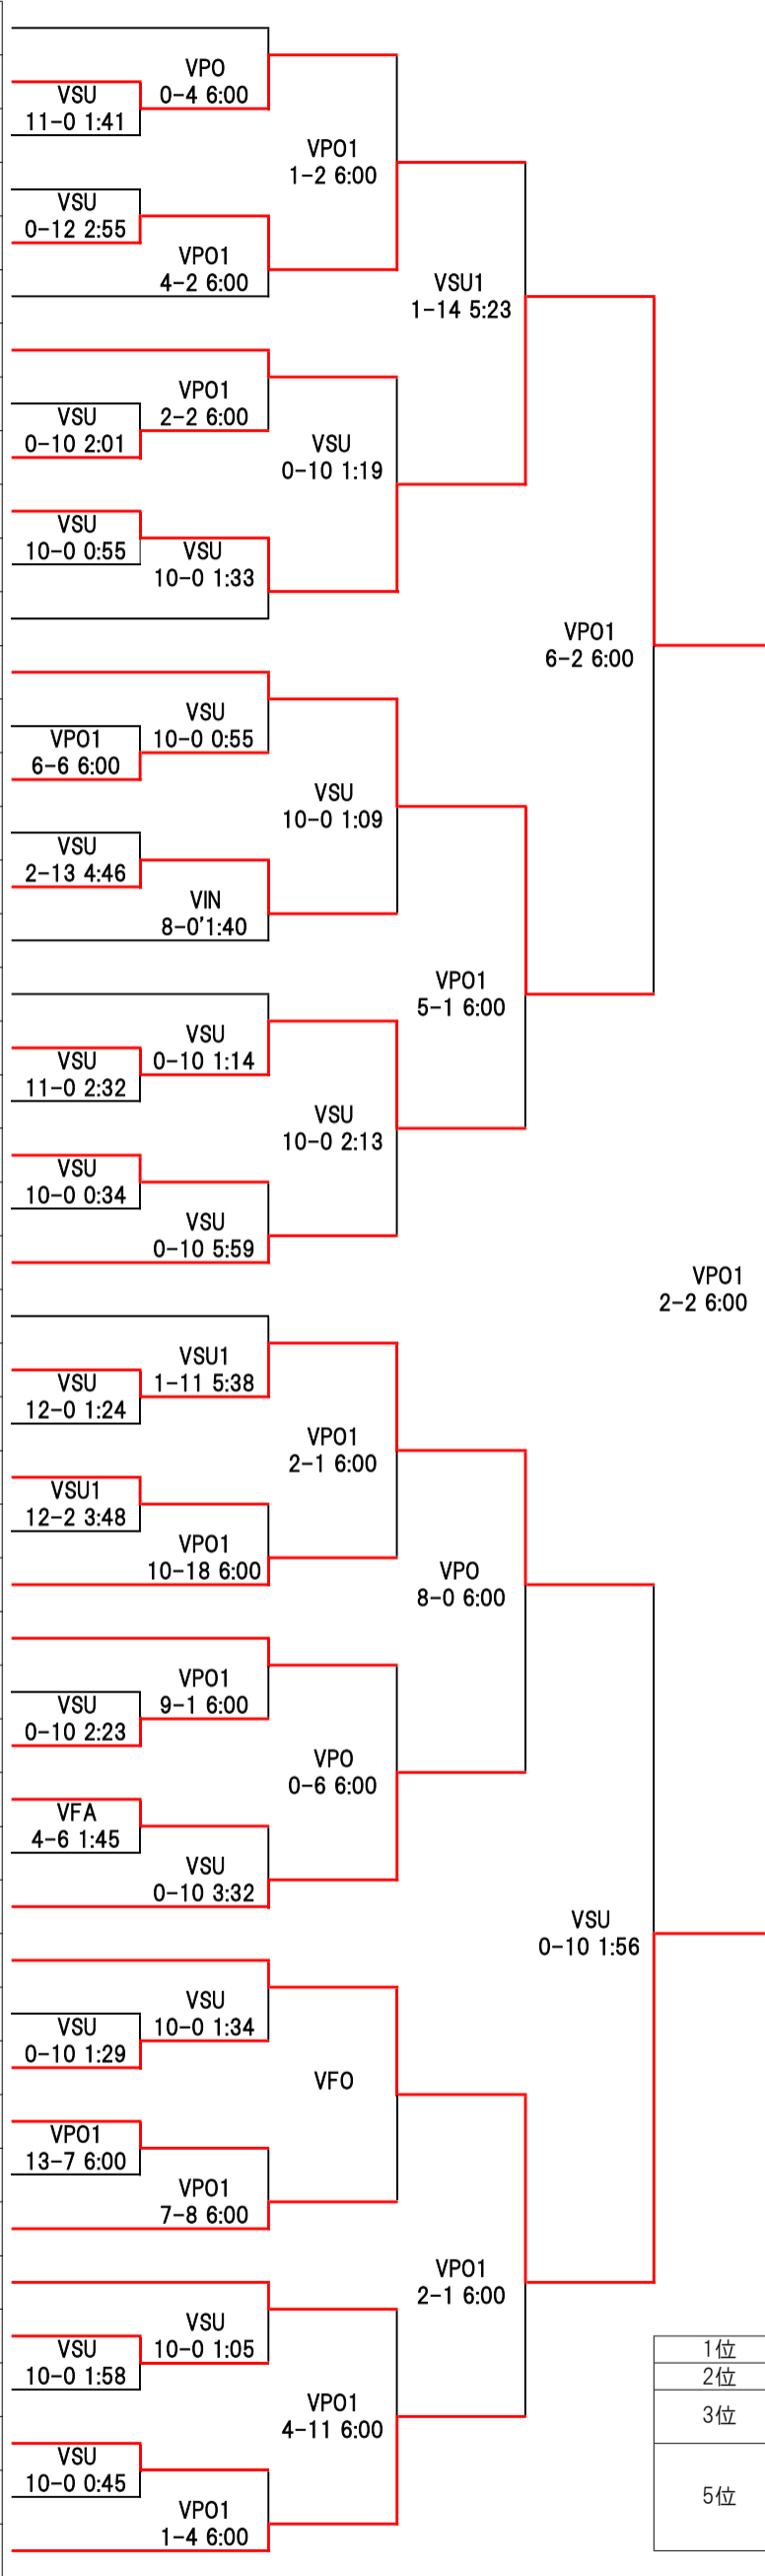 VPO
0-4 6:00
VSU
11-0 1:41
VPO1
1-2 6:00
VSU
0-12 2:55
VPO1
4-2 6:00
VSU1
1-14 5:23
VPO1
2-2 6:00
VSU
0-10 2:01
VSU
0-10 1:19
VSU
10-0 0:55
VSU
10-0 1:33
VPO1
6-2 6:00
VSU
10-0 0:55
VPO1
6-6 6:00
VSU
10-0 1:09
VSU
2-13 4:46
VIN
8-0'1:40
VPO1
5-1 6:00
VSU
0-10 1:14
VSU
11-0 2:32
VSU
10-0 2:13
VSU
10-0 0:34
VSU
0-10 5:59
VPO1
2-2 6:00
VSU1
1-11 5:38
VSU
12-0 1:24
VPO1
2-1 6:00
VSU1
12-2 3:48
VPO1
10-18 6:00
VPO
8-0 6:00
VPO1
9-1 6:00
VSU
0-10 2:23
VPO
0-6 6:00
VFA
4-6 1:45
VSU
0-10 3:32
VSU
0-10 1:56
VSU
10-0 1:34
VSU
0-10 1:29
VFO
VPO1
13-7 6:00
VPO1
7-8 6:00
VPO1
2-1 6:00
VSU
10-0 1:05
VSU
10-0 1:58
VPO1
4-11 6:00
VSU
10-0 0:45
VPO1
1-4 6:00
1位
2位
3位
5位